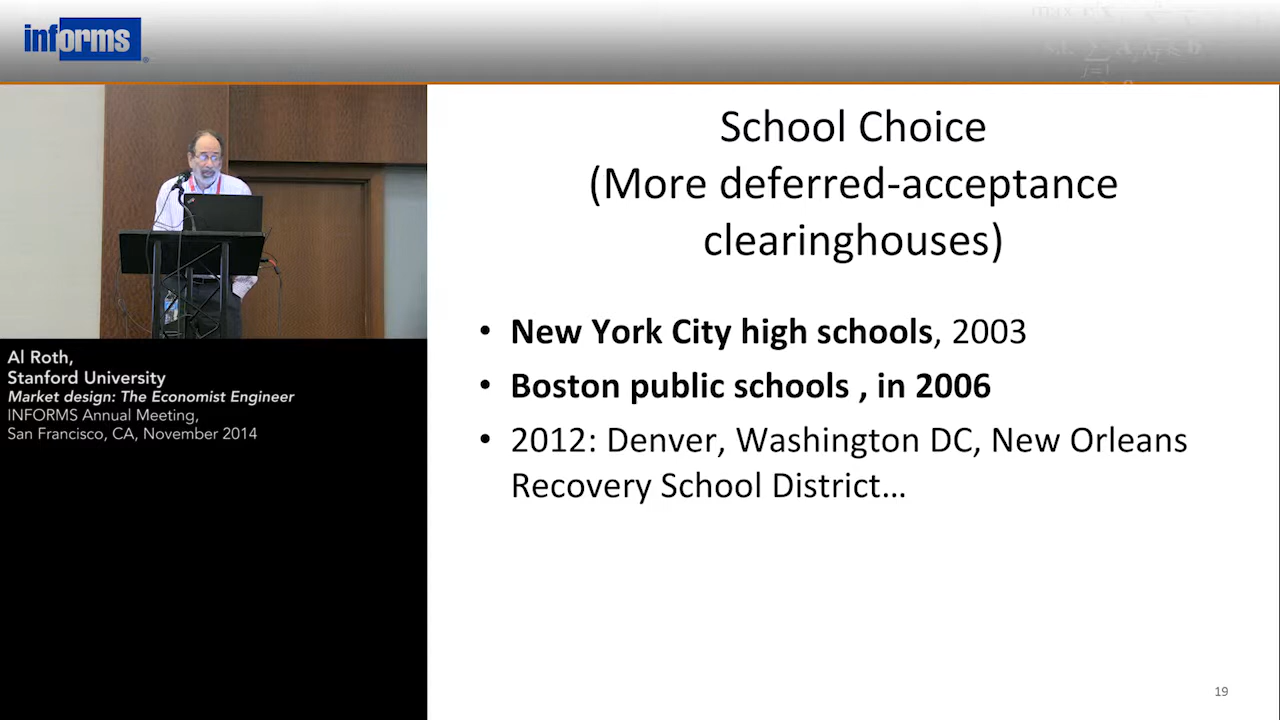 informs
School Choice
(More deferred-acceptance
clearinghouses)
• New York City high schools, 2003
• Boston public schools , in 2006
• 2012: Denver, Washington DC, New Orleans
Recovery School District…
Al Roth,
Stanford University
Market design: The Economist Engineer
INFORMS Annual Meeting,
San Francisco, CA, November 2014
19